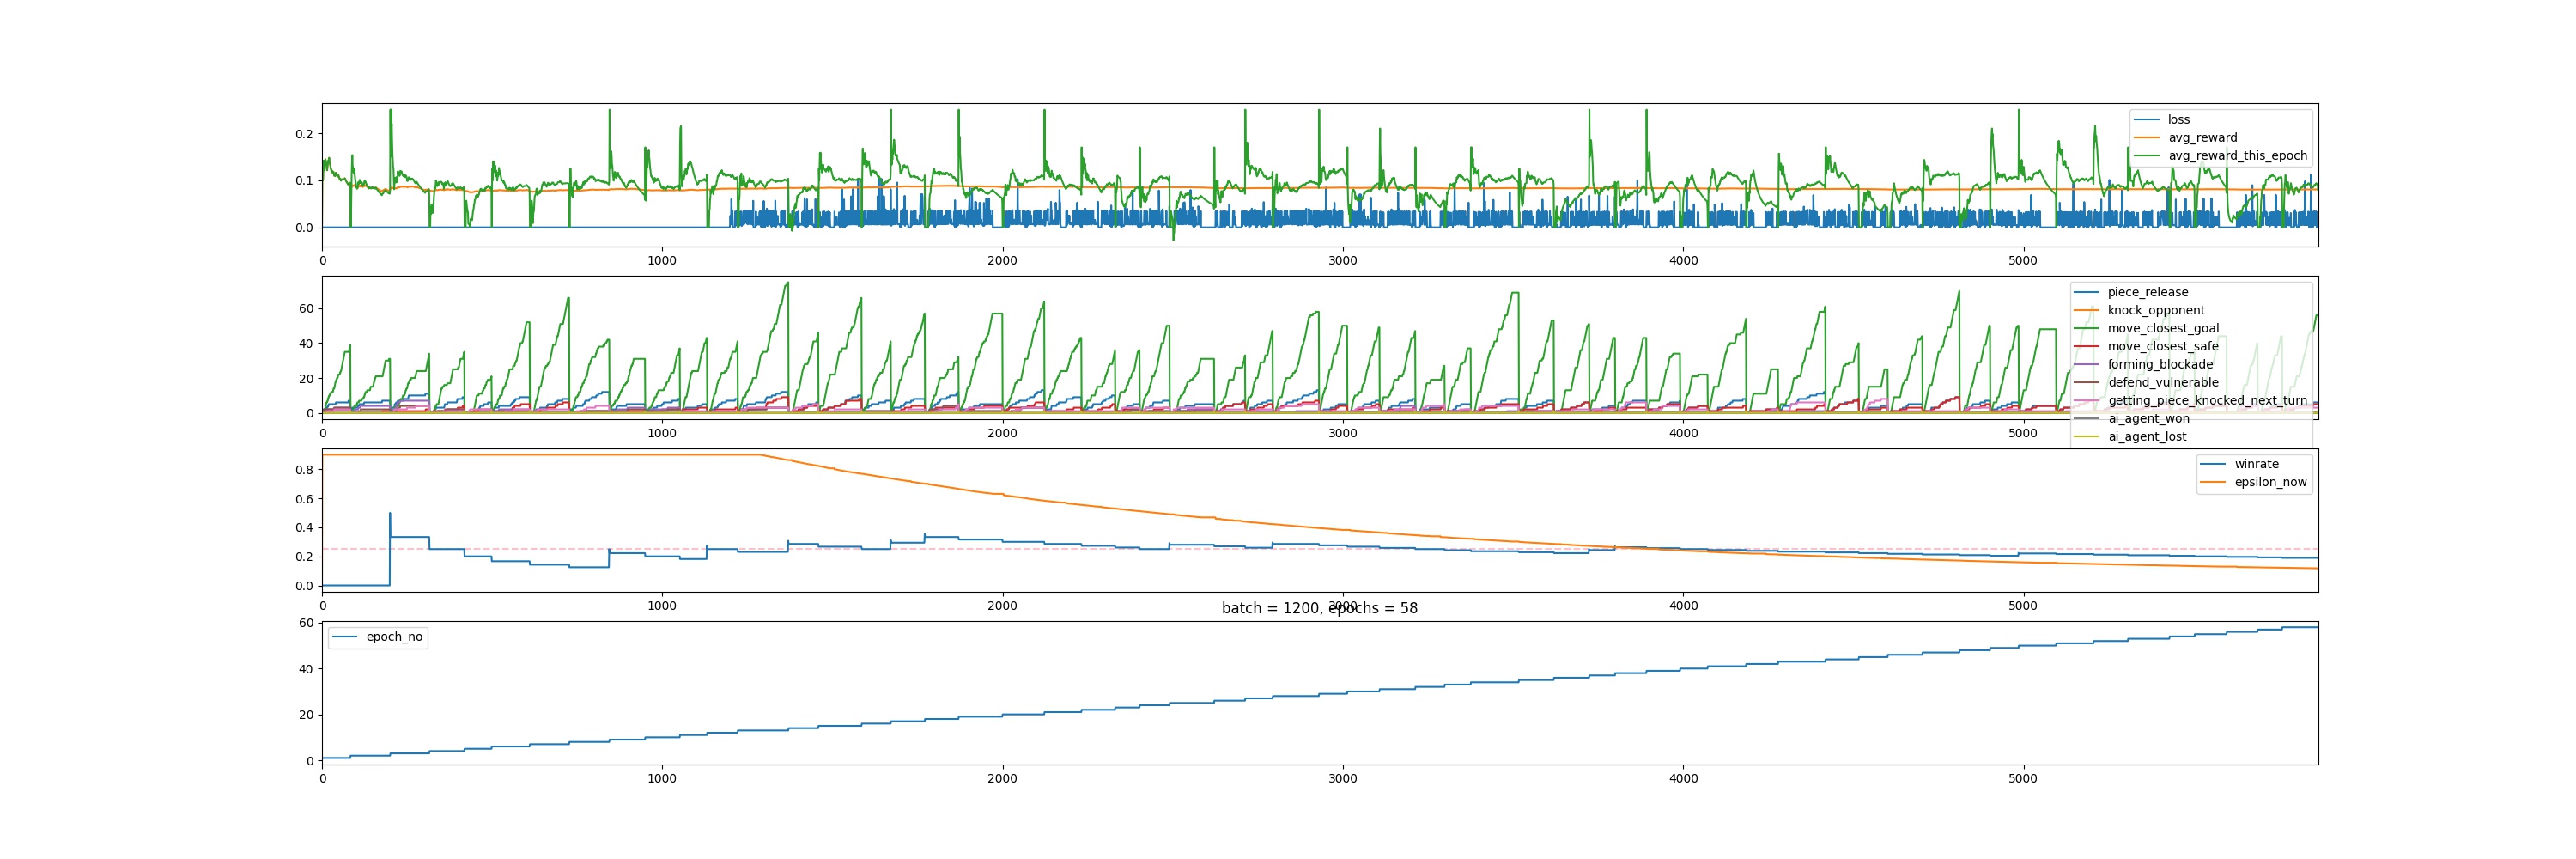 0.2
0.1
0.0
loss
avg_reward
avg_reward_this_epoch
0 1000 2000 3000 4000 5000
60
40
20
0
piece_release
knock_opponent
move_closest_goal
move_closest_safe
forming_blockade
defend_vulnerable
getting_piece_knocked_next_turn
ai_agent_won
ai_agent_lost
0 1000 2000 3000 4000 5000
0.8
0.6
0.4
0.2
0.0
winrate
epsilon_now
0 1000 2000 3000 4000 5000
batch = 1200, epochs = 58
60
40
20
0
epoch_no
0 1000 2000 3000 4000 5000